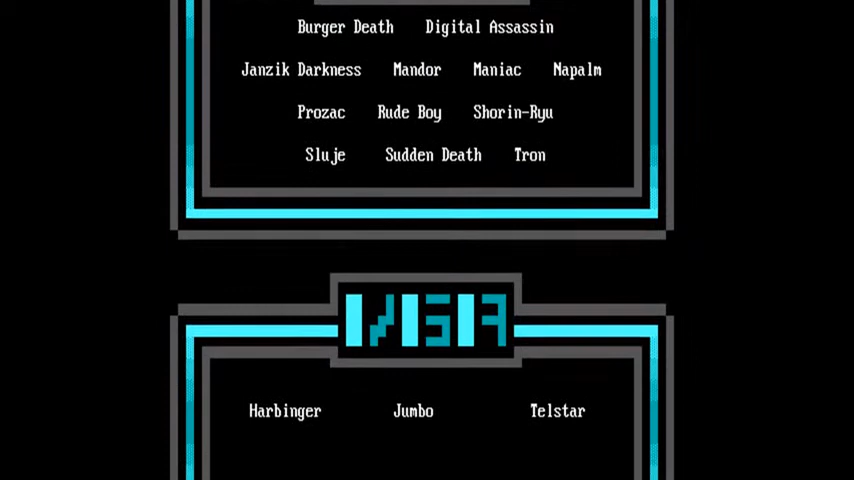 Burger Death Digital Assassin
Janzik Darkness Mandor Maniac Napalm
Prozac Rude Boy Shorin-Ryu
Sluje Sudden Death Tron
VGA
Harbinger Jumbo Telstar